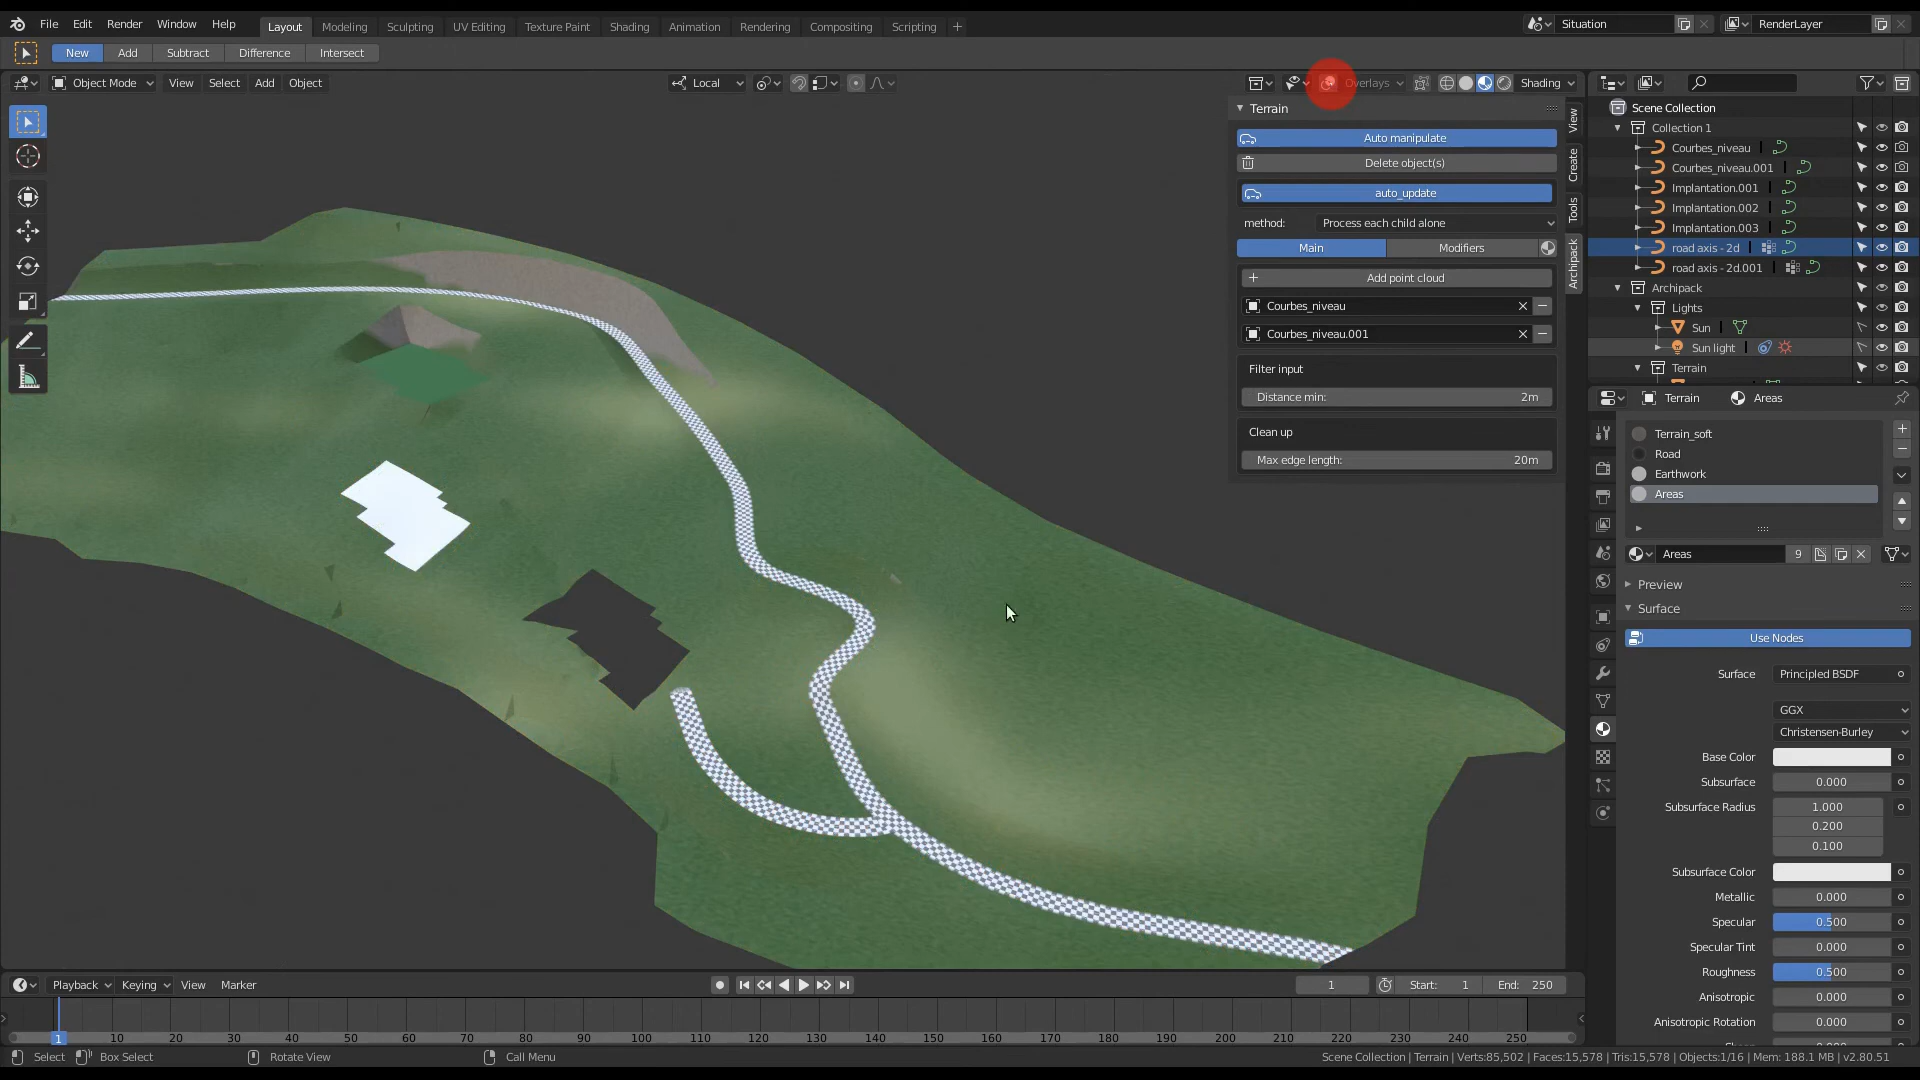 File Edit Render Window Help Layout Modeling Sculpting UV Editing Texture Paint Shading Animation Rendering Compositing Scripting + Situation RenderLayer
New Add Subtract Difference Intersect
Object Mode View Select Add Object Local Overlays Shading
Terrain
Auto manipulate
Delete object(s)
auto_update
method: Process each child alone
Main Modifiers
Add point cloud
Courbes_niveau
Courbes_niveau.001
Filter input
Distance min: 2m
Clean up
Max edge length: 20m
View
Create
Tools
Archipack
Scene Collection
Collection 1
Courbes_niveau
Courbes_niveau.001
Implantation.001
Implantation.002
Implantation.003
road axis - 2d
road axis - 2d.001
Archipack
Lights
Sun
Sun light
Terrain
Terrain Areas
Terrain_soft
Road
Earthwork
Areas
Areas 9
Preview
Surface
Use Nodes
Surface Principled BSDF
GGX
Christensen-Burley
Base Color
Subsurface 0.000
Subsurface Radius 1.000
0.200
0.100
Subsurface Color
Metallic 0.000
Specular 0.500
Specular Tint 0.000
Roughness 0.500
Anisotropic 0.000
Anisotropic Rotation 0.000
Playback Keying View Marker 1 Start: 1 End: 250
1 10 20 30 40 50 60 70 80 90 100 110 120 130 140 150 160 170 180 190 200 210 220 230 240 250
Select Box Select Rotate View Call Menu Scene Collection | Terrain | Verts:85,502 | Faces:15,578 | Tris:15,578 | Objects:1/16 | Mem: 188.1 MB | v2.80.51